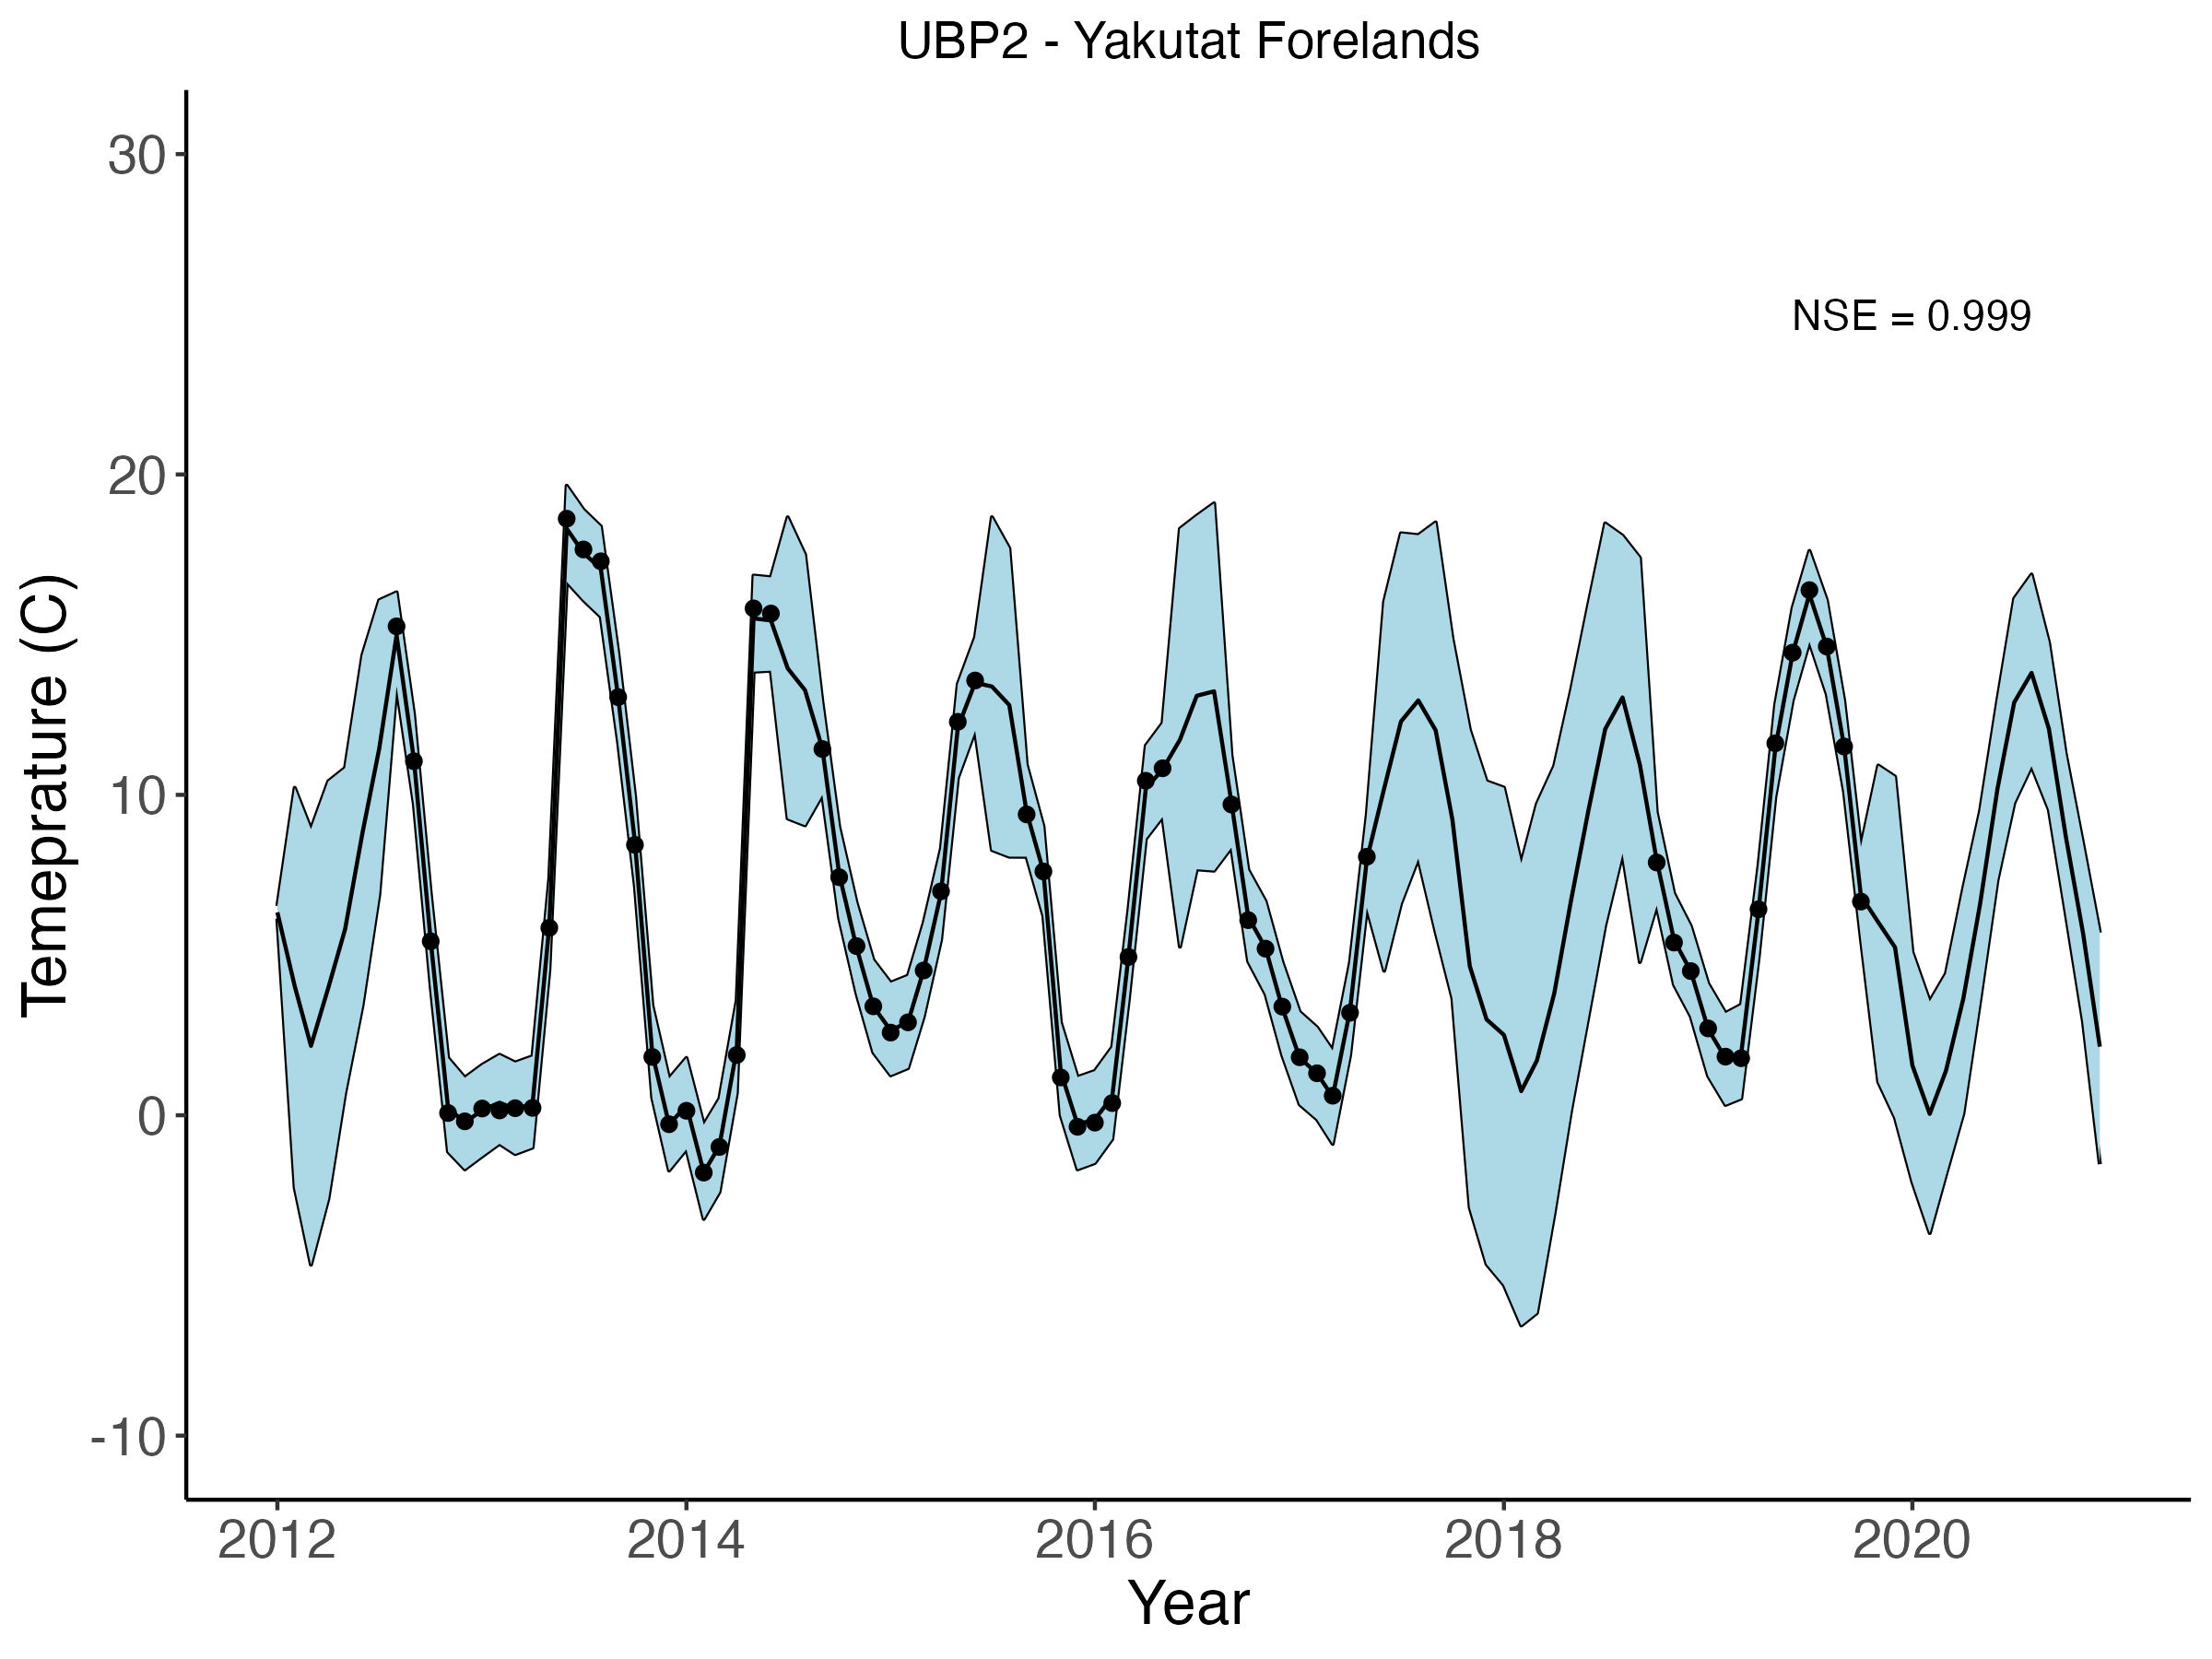 UBP2 - Yakutat Forelands
30
NSE = 0.999
20
10
0
-10
Temeprature (C)
2012 2014 2016 2018 2020
Year